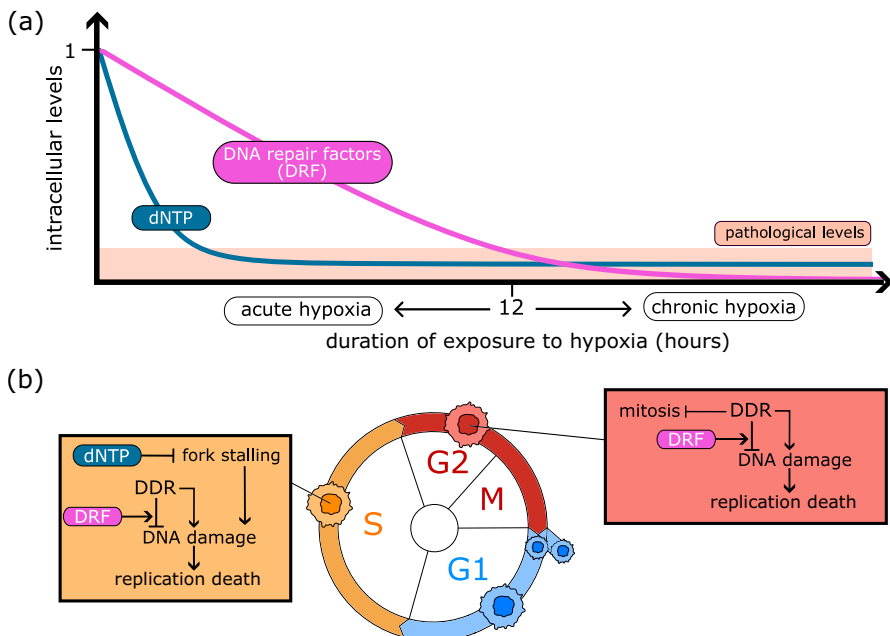 (a)
1
intracellular levels
DNA repair factors
(DRF)
dNTP
pathological levels
acute hypoxia
12
chronic hypoxia
duration of exposure to hypoxia (hours)
(b)
dNTP
fork stalling
DDR
DRF
DNA damage
replication death
S
G2
M
G1
mitosis
DDR
DRF
DNA damage
replication death